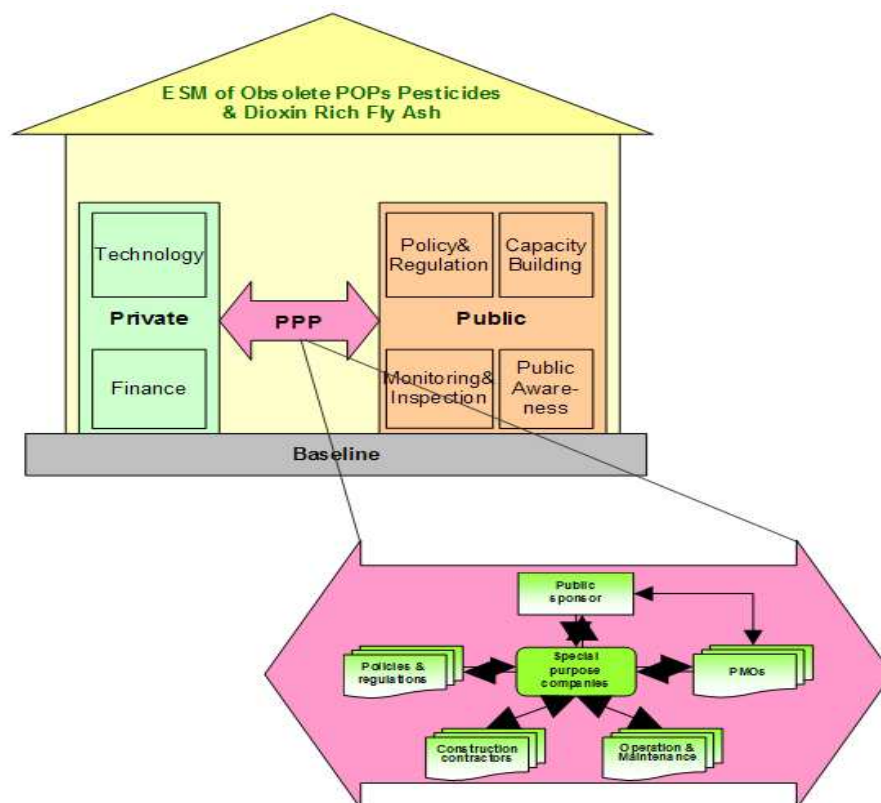 ESM of Obsolete POPs Pesticides
& Dioxin Rich Fly Ash
Technology
Private
Finance
PPP
Policy&
Regulation
Capacity
Building
Public
Monitoring&
Inspection
Public
Aware-
ness
Baseline
Public
sponsor
Policies &
regulations
Special
purpose
companies
PMOs
Construction
contractors
Operation &
Maintenance